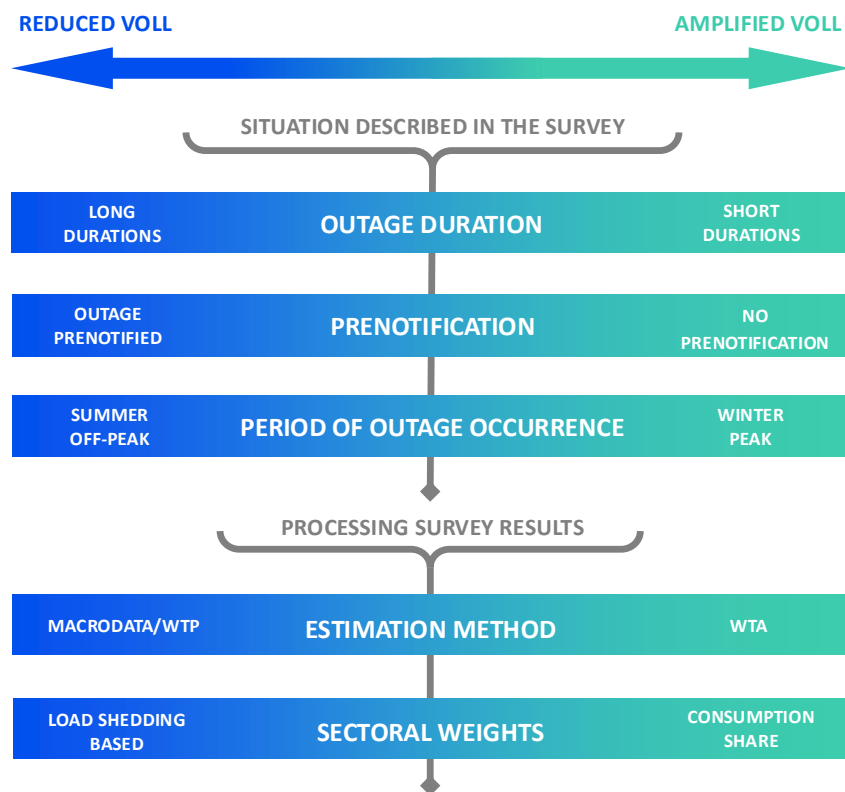 REDUCED VOLL
AMPLIFIED VOLL
SITUATION DESCRIBED IN THE SURVEY
LONG
DURATIONS
OUTAGE DURATION
SHORT
DURATIONS
OUTAGE
PRENOTIFIED
PRENOTIFICATION
NO
PRENOTIFICATION
SUMMER
OFF-PEAK
PERIOD OF OUTAGE OCCURRENCE
WINTER
PEAK
PROCESSING SURVEY RESULTS
MACRODATA/WTP
ESTIMATION METHOD
WTA
LOAD SHEDDING
BASED
SECTORAL WEIGHTS
CONSUMPTION
SHARE